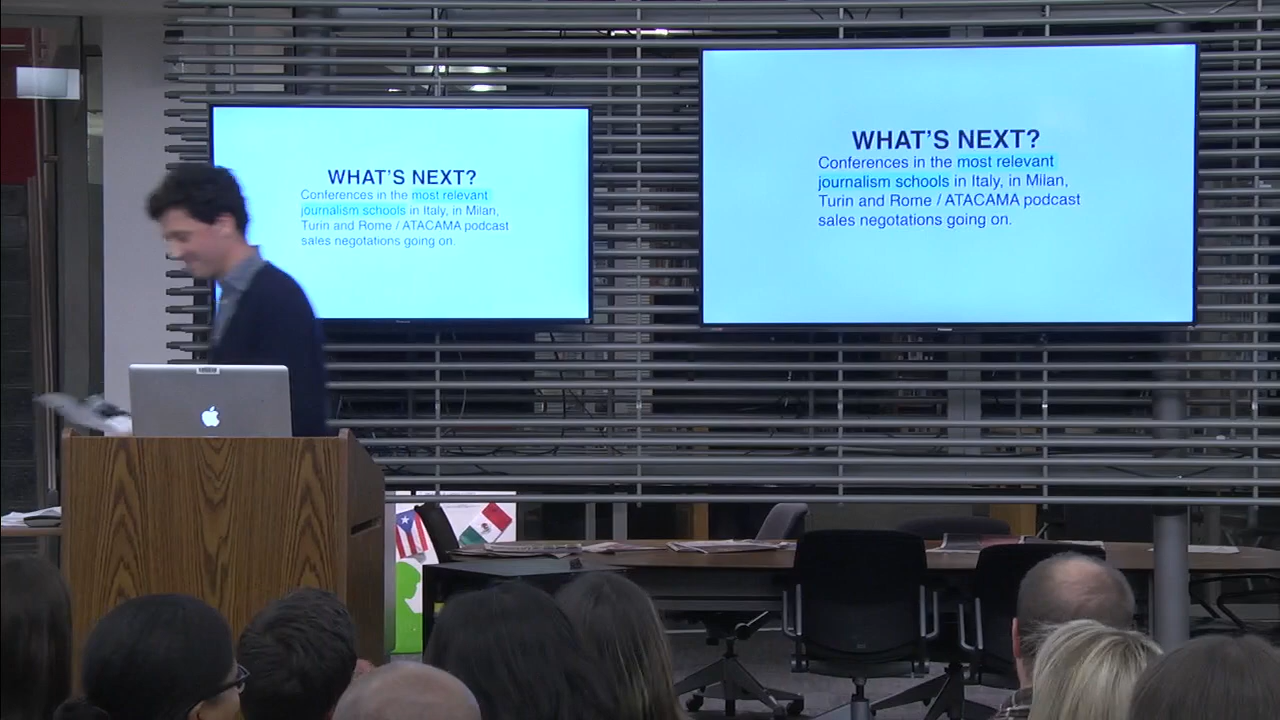 WHAT'S NEXT?
Conferences in the most relevant
journalism schools in Italy, in Milan,
Turin and Rome / ATACAMA podcast
sales negotations going on.
WHAT'S NEXT?
Conferences in the most relevant
journalism schools in Italy, in Milan,
Turin and Rome / ATACAMA podcast
sales negotations going on.